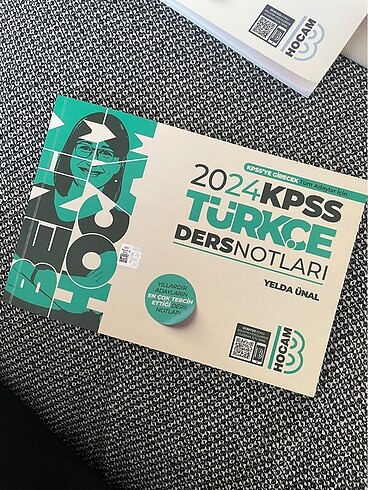 HOCAM
BENİM
HOCAM
KPSS'YE GİRECEK Tüm Adaylar İçin
2024 KPSS
TÜRKÇE
DERS NOTLARI
YELDA ÜNAL
YILLARDIR
ADAYLARIN
EN ÇOK TERCİH
ETTİĞİ DERS
NOTLARI
HOCAM